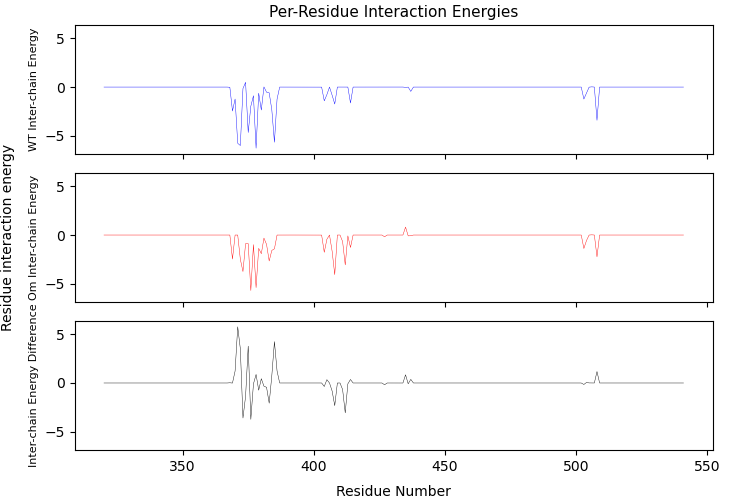 Per-Residue Interaction Energies
Residue interaction energy
WT Inter-chain Energy
5
0
−5
Om Inter-chain Energy
5
0
−5
Inter-chain Energy Difference
5
0
−5
350
400
450
500
550
Residue Number